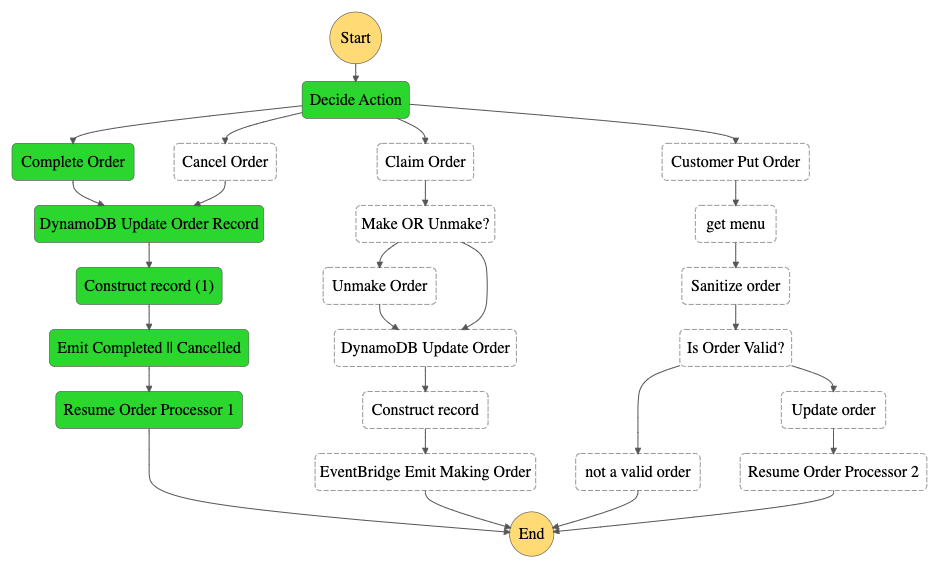 Start
Decide Action
Complete Order
Cancel Order
Claim Order
Customer Put Order
DynamoDB Update Order Record
Make OR Unmake?
get menu
Construct record (1)
Unmake Order
Sanitize order
Emit Completed || Cancelled
DynamoDB Update Order
Is Order Valid?
Resume Order Processor 1
Construct record
Update order
EventBridge Emit Making Order
not a valid order
Resume Order Processor 2
End